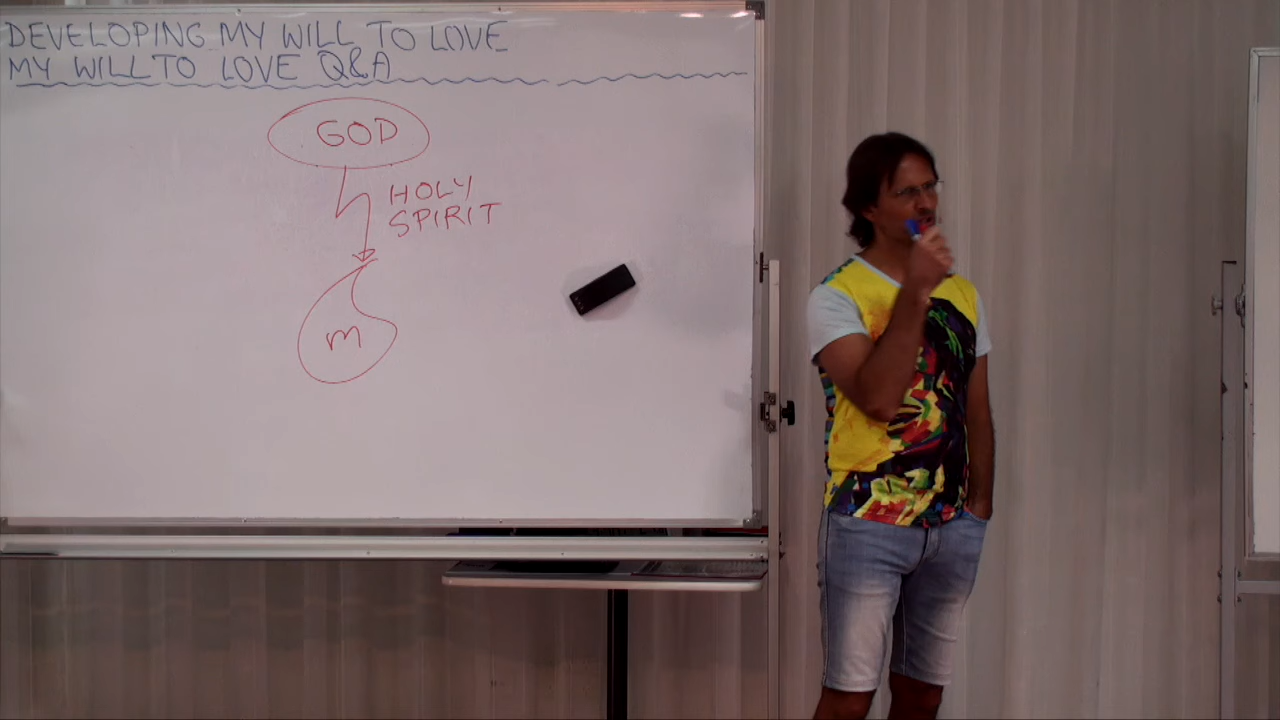 DEVELOPING MY WILL TO LOVE
MY WILL TO LOVE Q&A
GOD
HOLY
SPIRIT
m